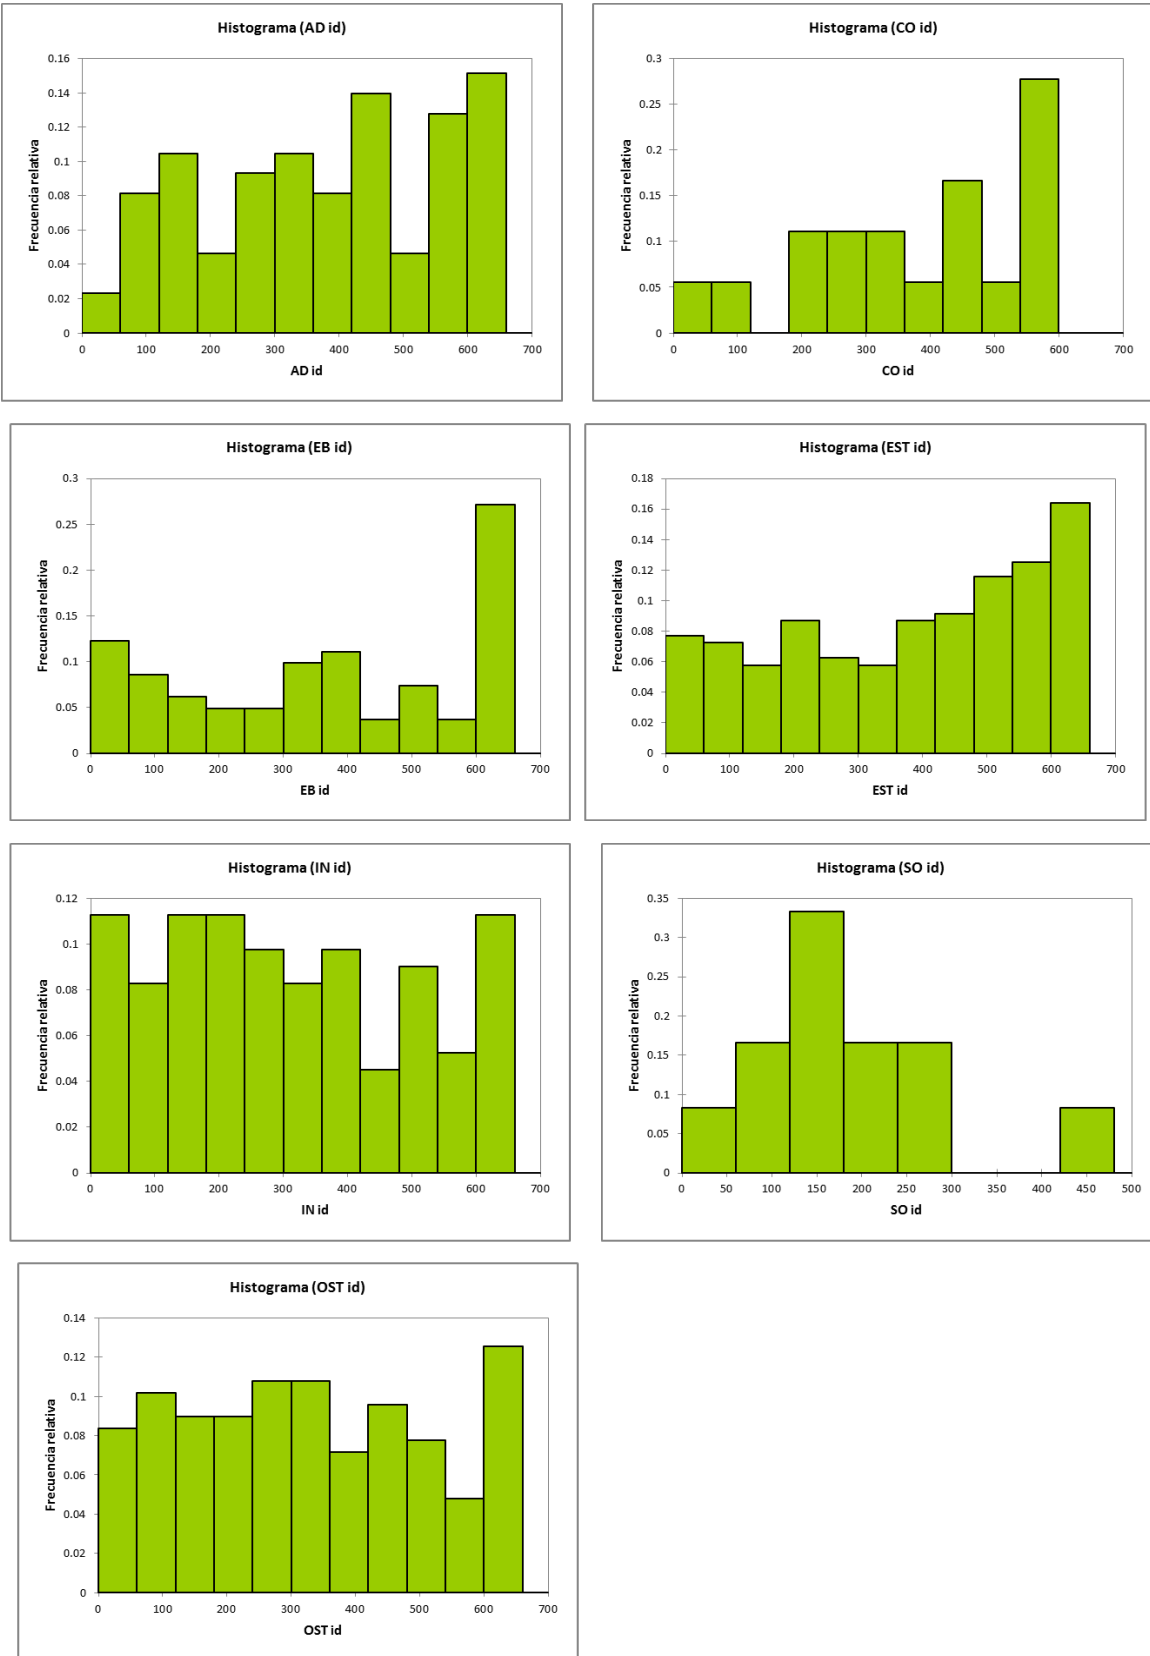 Histograma (AD id)
0.16
0.14
0.12
0.1
0.08
0.06
0.04
0.02
0
Frecuencia relativa
0 100 200 300 400 500 600 700
AD id
Histograma (CO id)
0.3
0.25
0.2
0.15
0.1
0.05
0
Frecuencia relativa
0 100 200 300 400 500 600 700
CO id
Histograma (EB id)
0.3
0.25
0.2
0.15
0.1
0.05
0
Frecuencia relativa
0 100 200 300 400 500 600 700
EB id
Histograma (EST id)
0.18
0.16
0.14
0.12
0.1
0.08
0.06
0.04
0.02
0
Frecuencia relativa
0 100 200 300 400 500 600 700
EST id
Histograma (IN id)
0.12
0.1
0.08
0.06
0.04
0.02
0
Frecuencia relativa
0 100 200 300 400 500 600 700
IN id
Histograma (SO id)
0.35
0.3
0.25
0.2
0.15
0.1
0.05
0
Frecuencia relativa
0 50 100 150 200 250 300 350 400 450 500
SO id
Histograma (OST id)
0.14
0.12
0.1
0.08
0.06
0.04
0.02
0
Frecuencia relativa
0 100 200 300 400 500 600 700
OST id